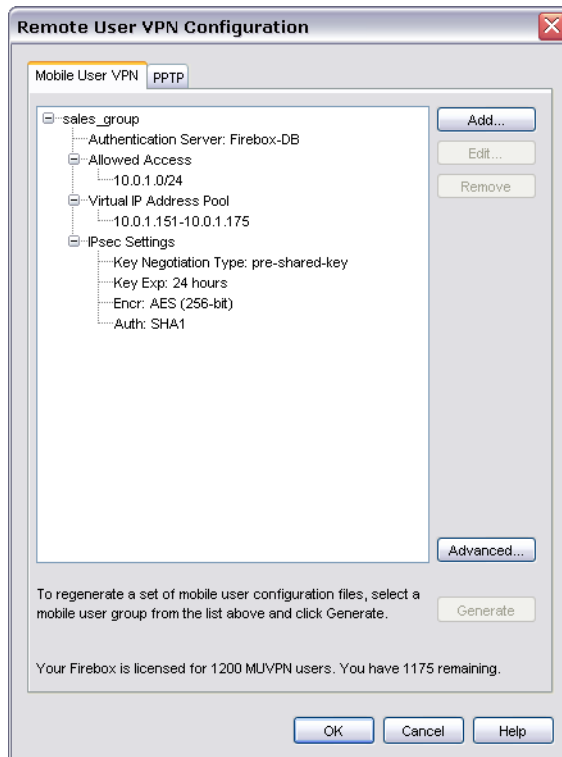 Remote User VPN Configuration
Mobile User VPN
PPTP
sales_group
Authentication Server: Firebox-DB
Allowed Access
10.0.1.0/24
Virtual IP Address Pool
10.0.1.151-10.0.1.175
IPsec Settings
Key Negotiation Type: pre-shared-key
Key Exp: 24 hours
Encr: AES (256-bit)
Auth: SHA1
Add...
Edit...
Remove
Advanced...
To regenerate a set of mobile user configuration files, select a
mobile user group from the list above and click Generate.
Generate
Your Firebox is licensed for 1200 MUVPN users. You have 1175 remaining.
OK
Cancel
Help